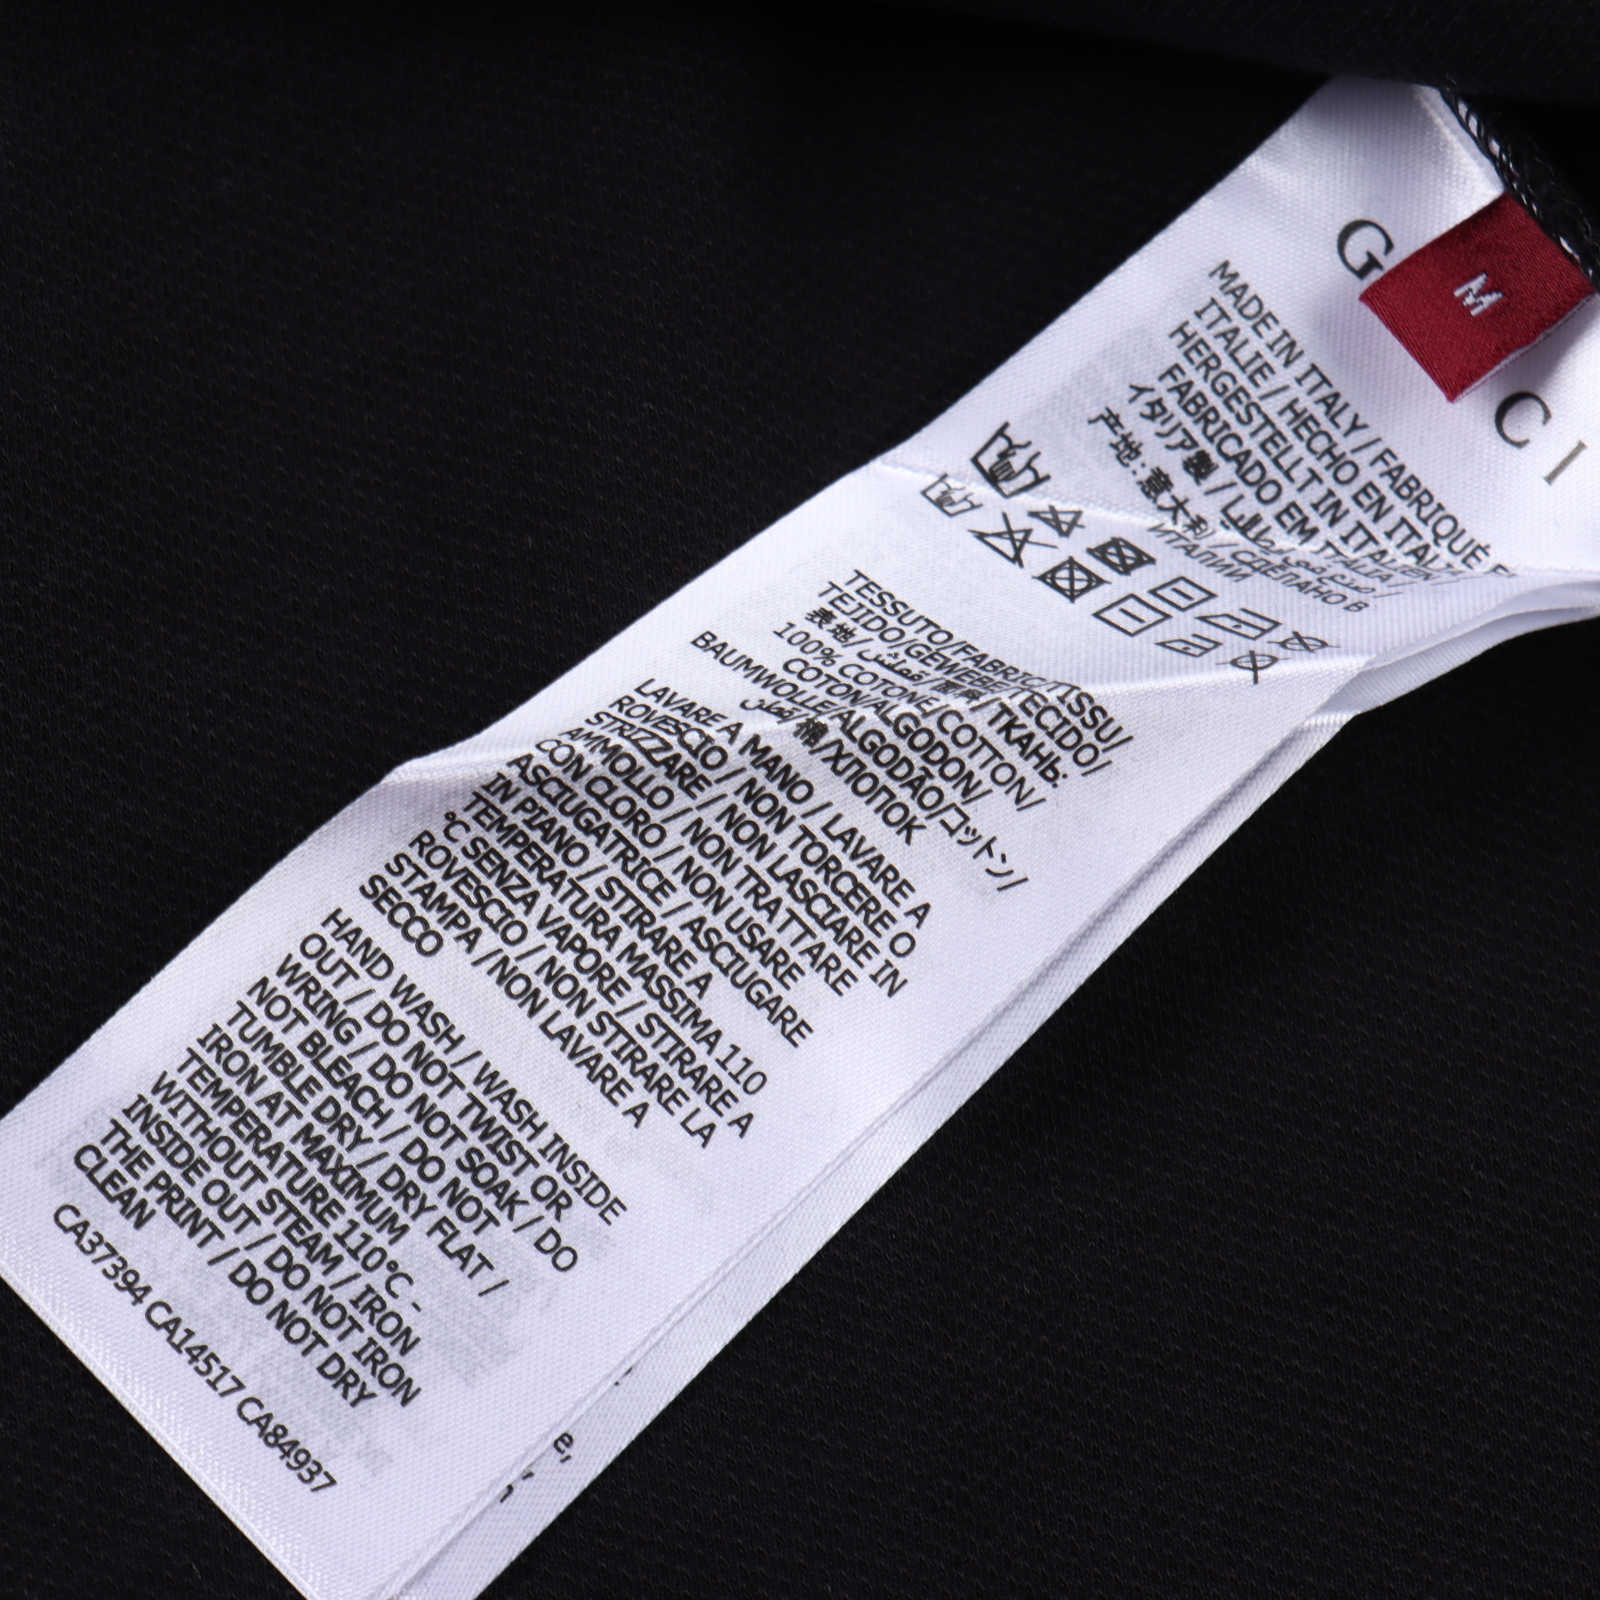 G
M
C I
MADE IN ITALY / FABRIQUÉ
ITALIE / HECHO EN ITALI
HERGESTELLT IN ITALIEN /
FABRICADO EM ITALIA /
イタリア製 /
产地: 意大利 / СДЕЛАНО В
ИТАЛИИ
TESSUTO/FABRIC/TISSU/
TEJIDO/GEWEBE/TECIDO/
表地/ قماش/面料/ ТКАНЬ:
100% COTONE/COTTON/
COTON/ALGODON/
BAUMWOLLE/ALGODÃO/コットン/
قطن/棉/ХЛОПОК
LAVARE A MANO / LAVARE A
ROVESCIO / NON TORCERE O
STRIZZARE / NON LASCIARE IN
AMMOLLO / NON TRATTARE
CON CLORO / NON USARE
ASCIUGATRICE / ASCIUGARE
IN PIANO / STIRARE A
TEMPERATURA MASSIMA 110
°C SENZA VAPORE / STIRARE A
ROVESCIO / NON STIRARE LA
STAMPA /NON LAVARE A
SECCO
HAND WASH / WASH INSIDE
OUT / DO NOT TWIST OR
WRING / DO NOT SOAK / DO
NOT BLEACH / DO NOT
TUMBLE DRY / DRY FLAT /
IRON AT MAXIMUM
TEMPERATURE 110°C -
WITHOUT STEAM / IRON
INSIDE OUT / DO NOT IRON
THE PRINT / DO NOT DRY
CLEAN
CA37394 CA14517 CA84937